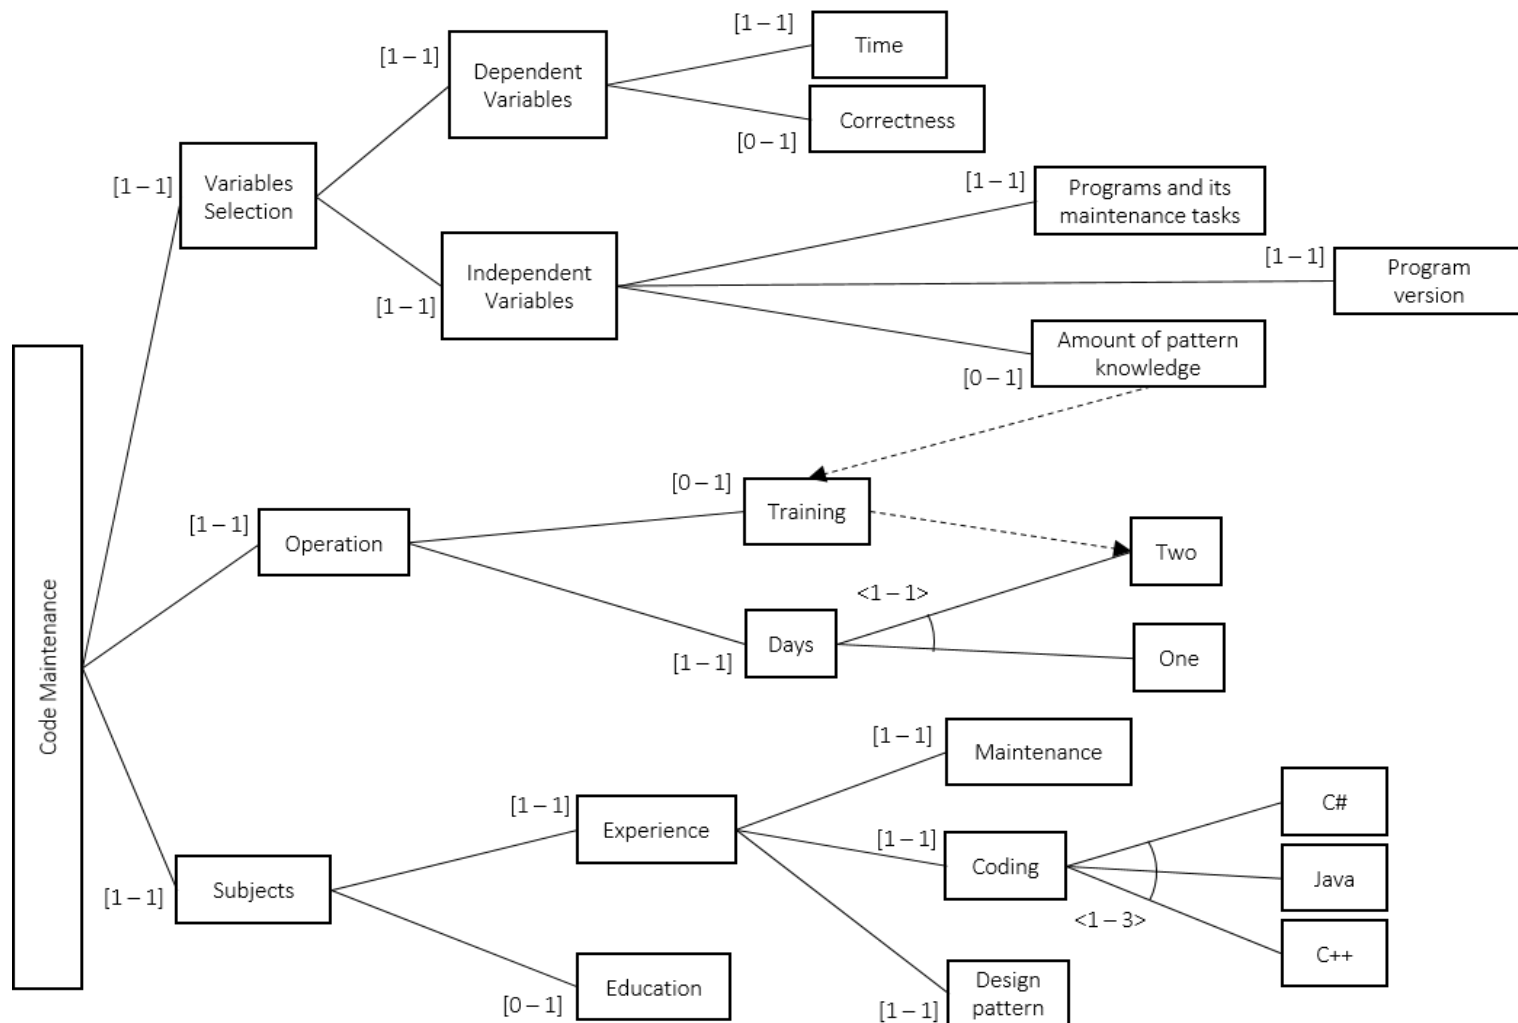 [1 – 1]
Time
[1 – 1]
Dependent
Variables
Correctness
[0 – 1]
[1 – 1]
Variables
Selection
[1 – 1]
Programs and its
maintenance tasks
[1 – 1]
Independent
Variables
[1 – 1]
Program
version
Amount of pattern
knowledge
[0 – 1]
Code Maintenance
[1 – 1]
Operation
[0 – 1]
Training
Two
<1 – 1>
Days
[1 – 1]
One
[1 – 1]
Maintenance
[1 – 1]
Experience
C#
[1 – 1]
Coding
Java
<1 – 3>
C++
Subjects
[1 – 1]
Education
[0 – 1]
Design
pattern
[1 – 1]